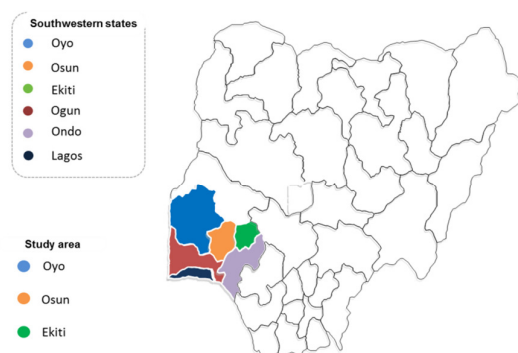 Southwestern states
Oyo
Osun
Ekiti
Ogun
Ondo
Lagos
Study area
Oyo
Osun
Ekiti